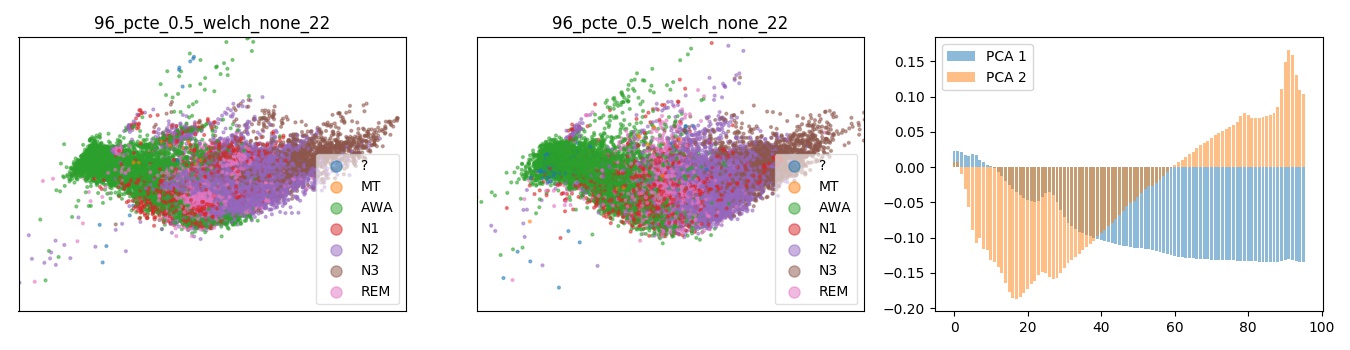 96_pcte_0.5_welch_none_22
?
MT
AWA
N1
N2
N3
REM
96_pcte_0.5_welch_none_22
?
MT
AWA
N1
N2
N3
REM
PCA 1
PCA 2
0.15
0.10
0.05
0.00
−0.05
−0.10
−0.15
−0.20
0 20 40 60 80 100